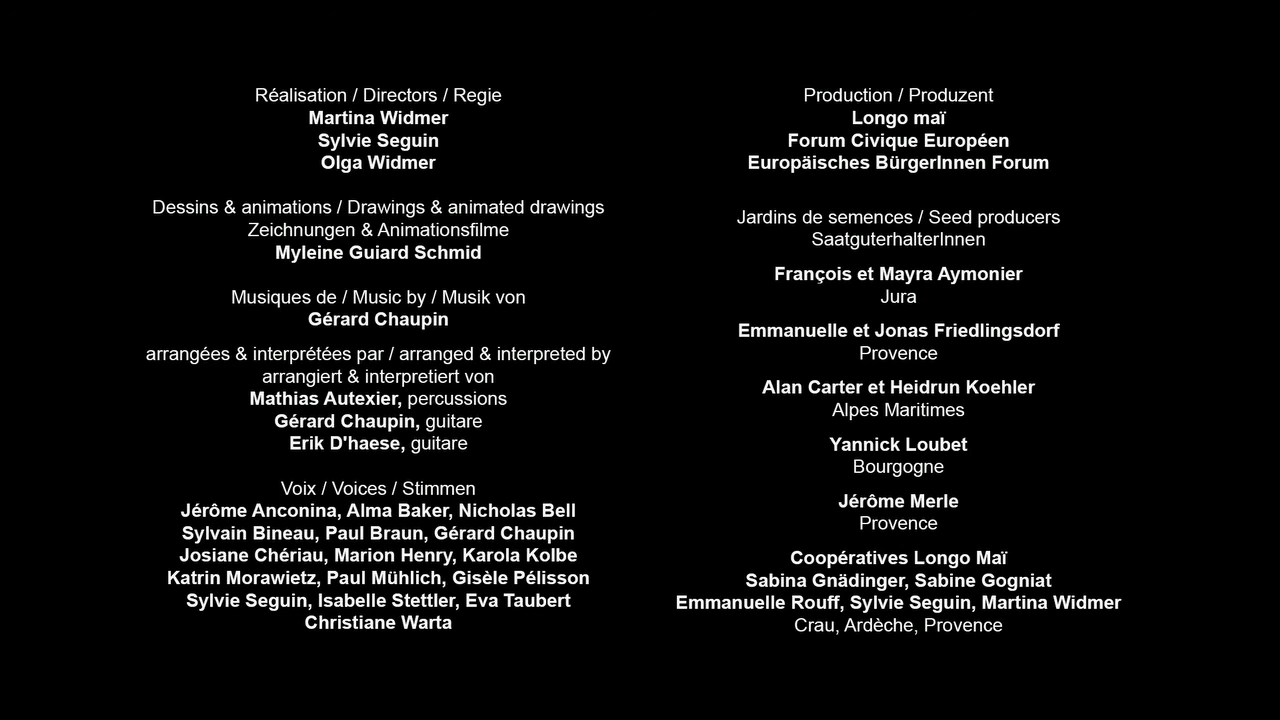 Réalisation / Directors / Regie
Martina Widmer
Sylvie Seguin
Olga Widmer
Dessins & animations / Drawings & animated drawings
Zeichnungen & Animationsfilme
Myleine Guiard Schmid
Musiques de / Music by / Musik von
Gérard Chaupin
arrangées & interprétées par / arranged & interpreted by
arrangiert & interpretiert von
Mathias Autexier, percussions
Gérard Chaupin, guitare
Erik D'haese, guitare
Voix / Voices / Stimmen
Jérôme Anconina, Alma Baker, Nicholas Bell
Sylvain Bineau, Paul Braun, Gérard Chaupin
Josiane Chériau, Marion Henry, Karola Kolbe
Katrin Morawietz, Paul Mühlich, Gisèle Pélisson
Sylvie Seguin, Isabelle Stettler, Eva Taubert
Christiane Warta
Production / Produzent
Longo maï
Forum Civique Européen
Europäisches BürgerInnen Forum
Jardins de semences / Seed producers
SaatguterhalterInnen
François et Mayra Aymonier
Jura
Emmanuelle et Jonas Friedlingsdorf
Provence
Alan Carter et Heidrun Koehler
Alpes Maritimes
Yannick Loubet
Bourgogne
Jérôme Merle
Provence
Coopératives Longo Maï
Sabina Gnädinger, Sabine Gogniat
Emmanuelle Rouff, Sylvie Seguin, Martina Widmer
Crau, Ardèche, Provence